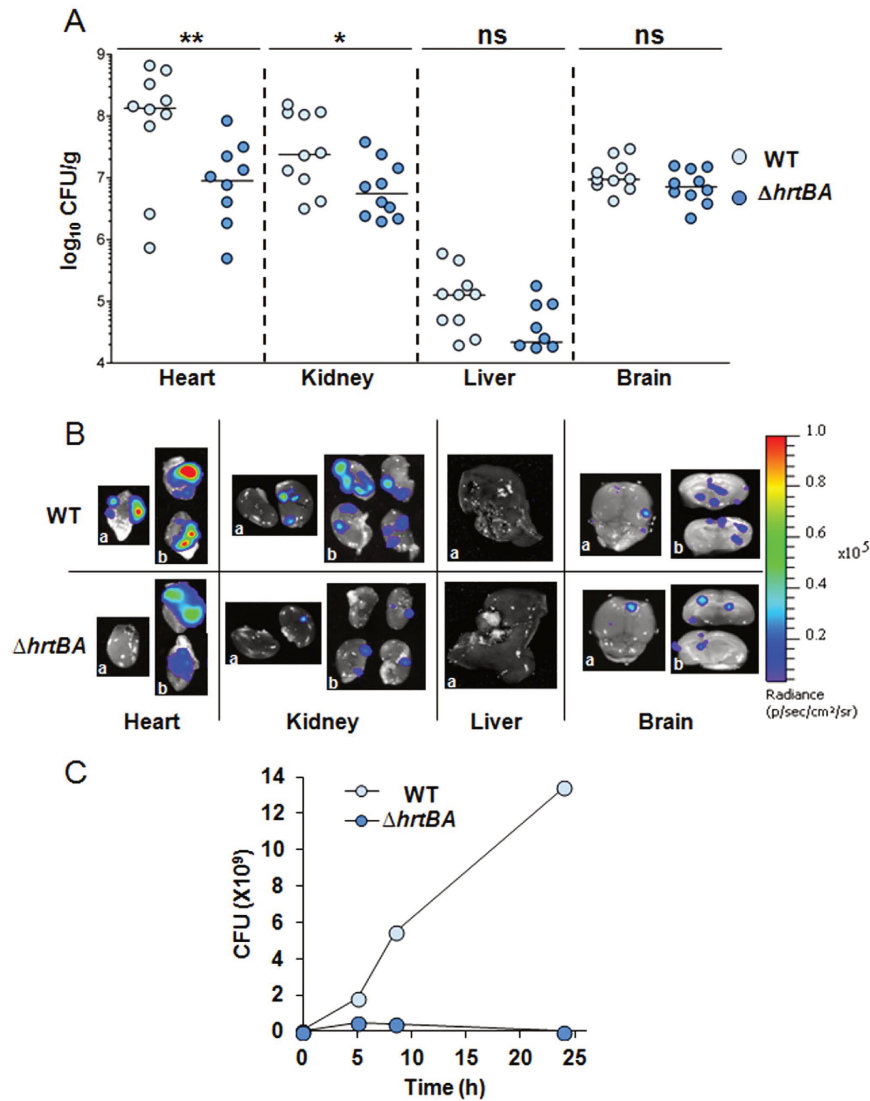 A
** * ns ns
9
8
7
6
5
4
log₁₀ CFU/g
WT
ΔhrtBA
Heart Kidney Liver Brain
B
WT
a b a b a a b
ΔhrtBA
a b a b a a b
Heart Kidney Liver Brain
1.0
0.8
0.6
x10⁵
0.4
0.2
Radiance
(p/sec/cm²/sr)
C
WT
ΔhrtBA
CFU (X10⁹)
14
12
10
8
6
4
2
0
0 5 10 15 20 25
Time (h)